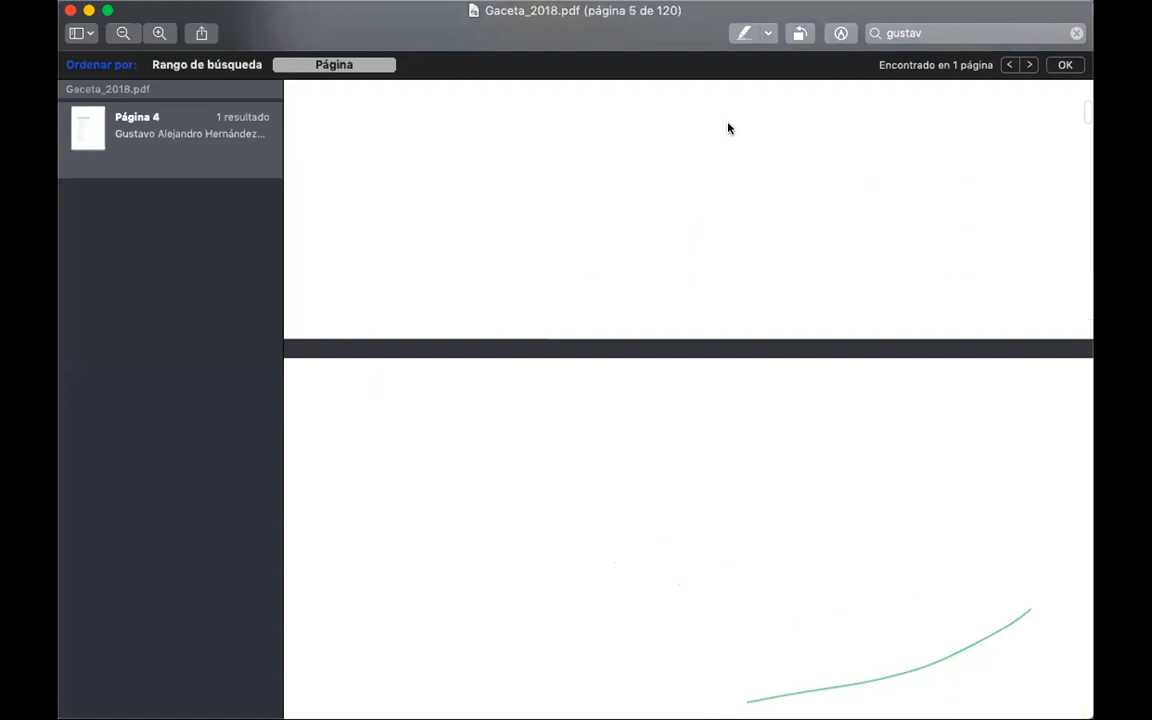 Gaceta_2018.pdf (página 5 de 120)
gustav
Ordenar por: Rango de búsqueda Página Encontrado en 1 página < > OK
Gaceta_2018.pdf
Página 4 1 resultado
Gustavo Alejandro Hernández...